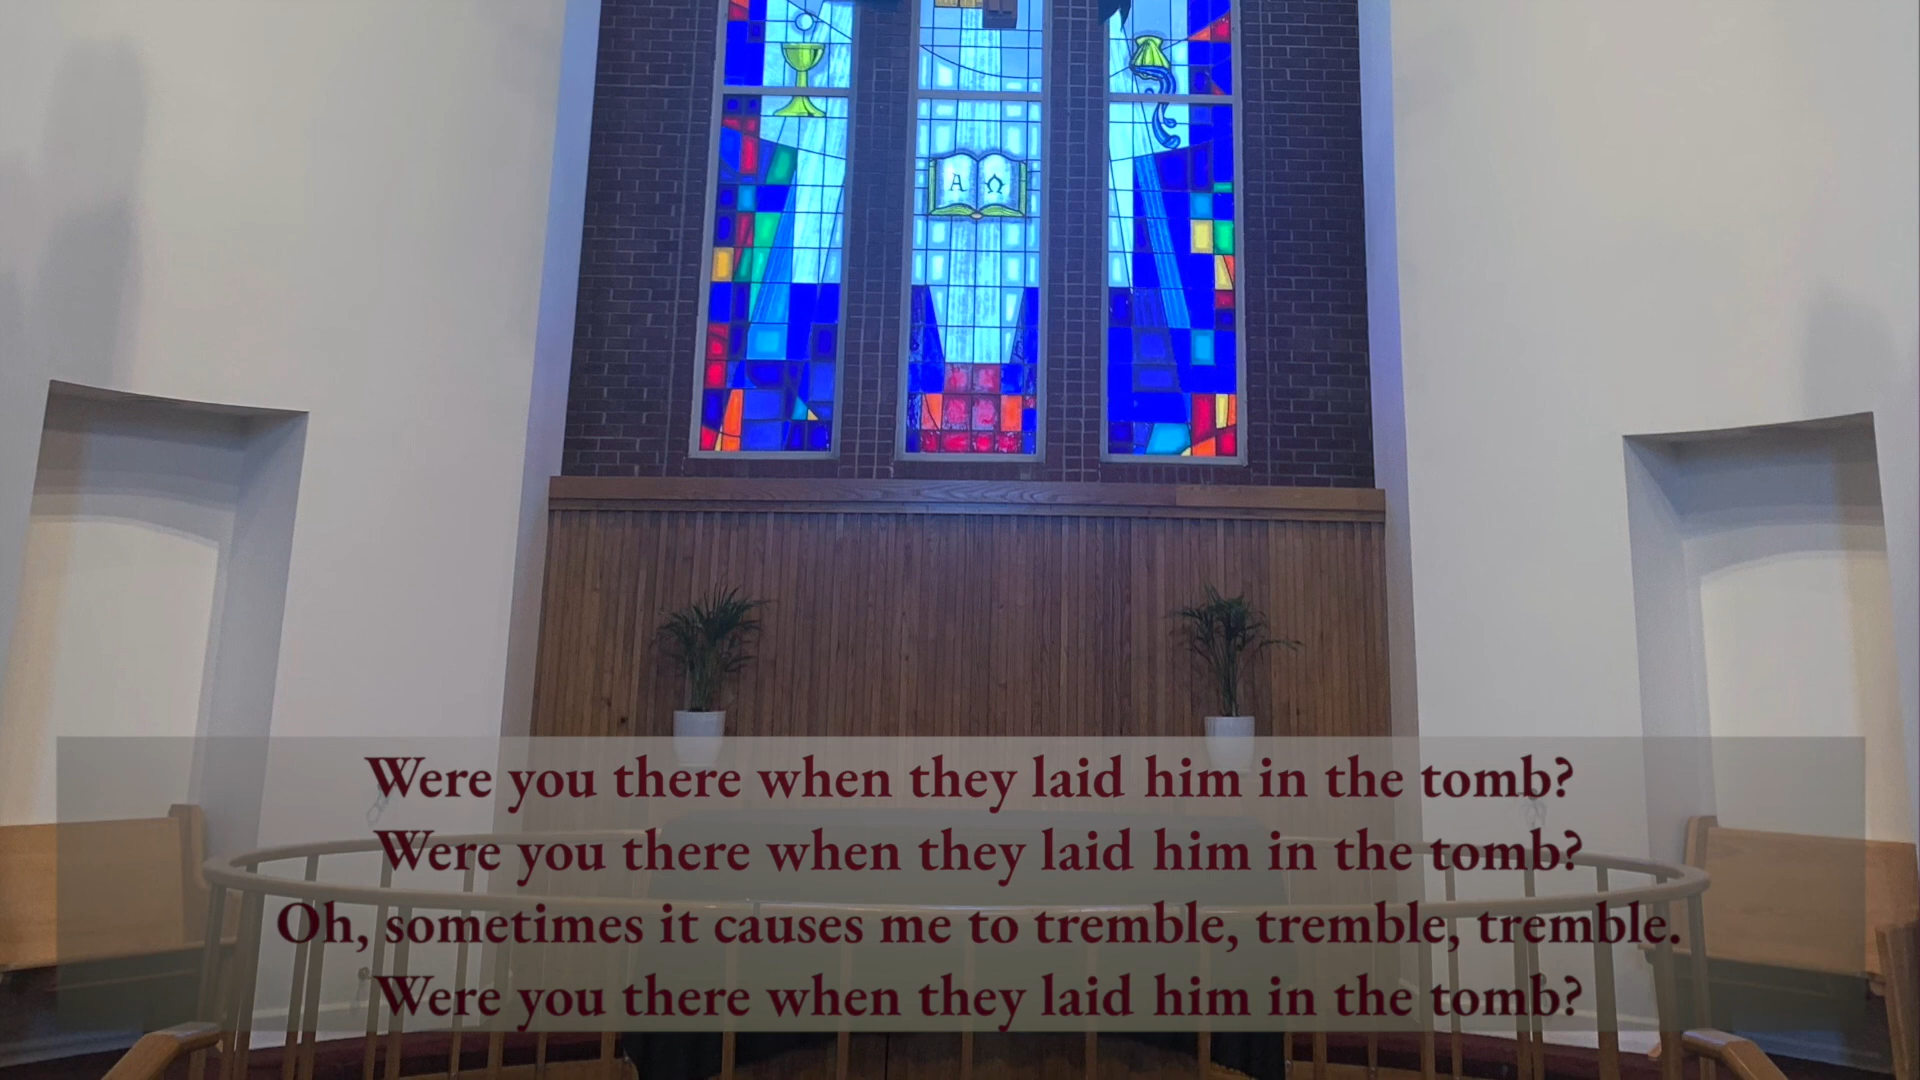 Α Ω
Were you there when they laid him in the tomb?
Were you there when they laid him in the tomb?
Oh, sometimes it causes me to tremble, tremble, tremble.
Were you there when they laid him in the tomb?